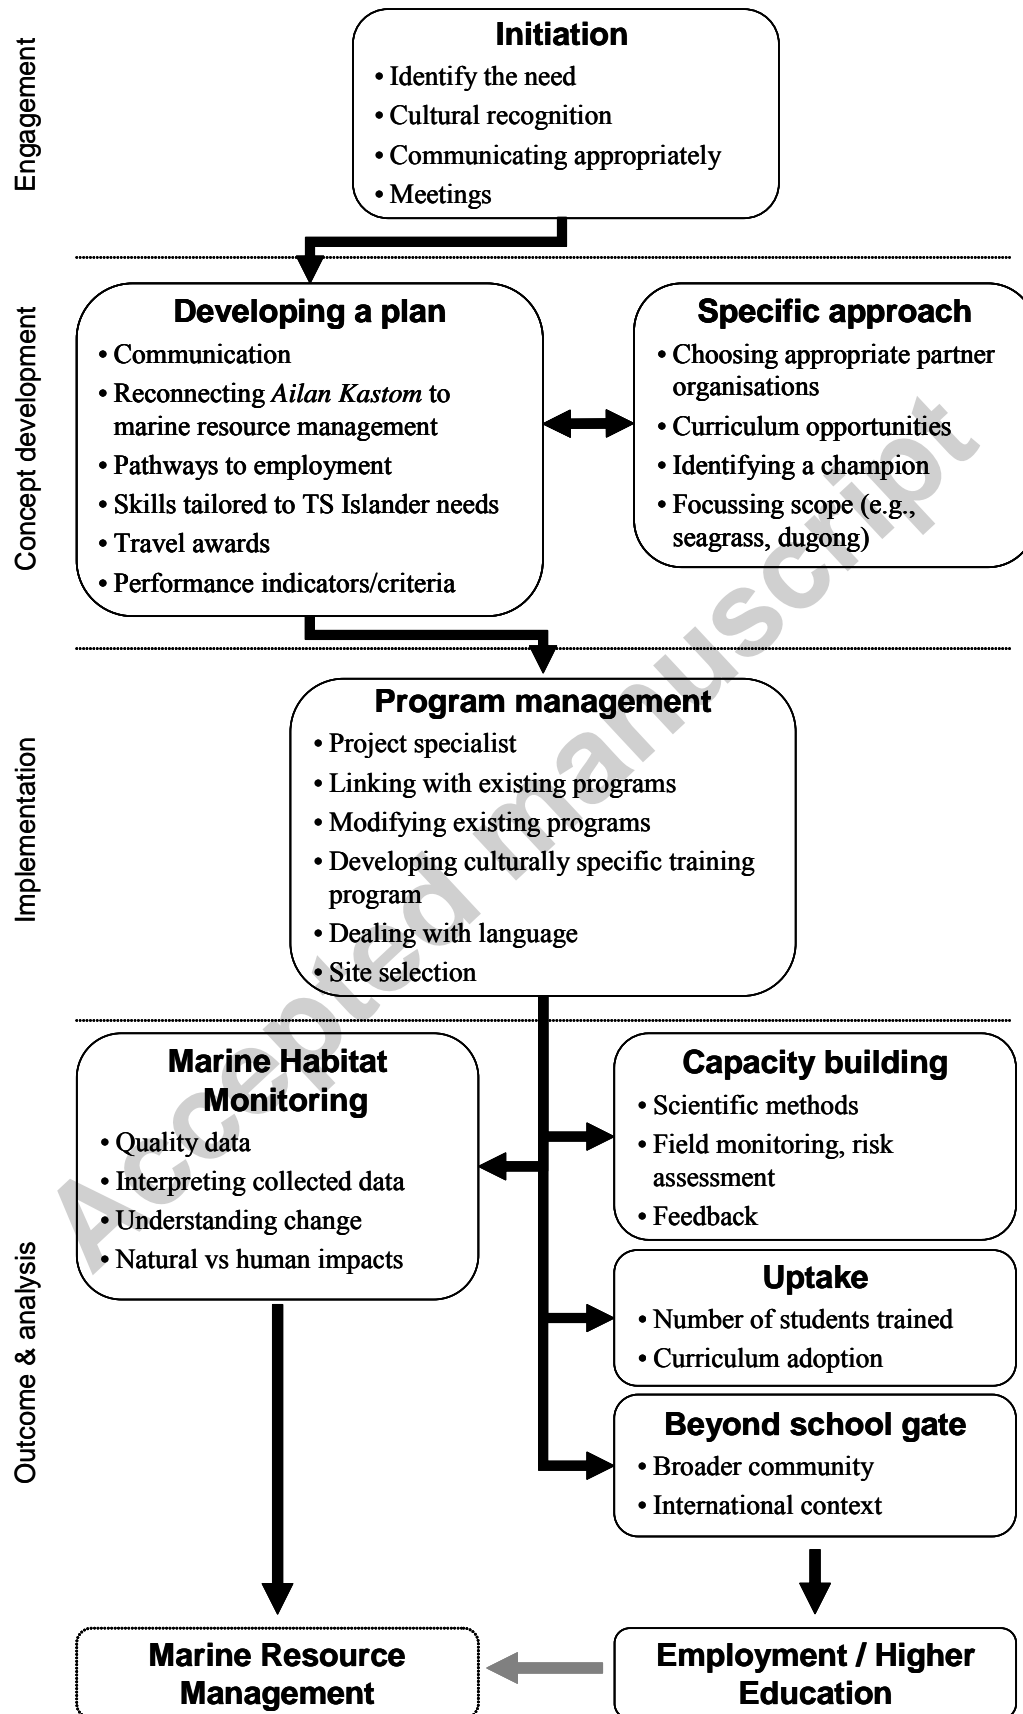 Engagement
Initiation
• Identify the need
• Cultural recognition
• Communicating appropriately
• Meetings
Concept development
Developing a plan
• Communication
• Reconnecting Ailan Kastom to
marine resource management
• Pathways to employment
• Skills tailored to TS Islander needs
• Travel awards
• Performance indicators/criteria
Specific approach
• Choosing appropriate partner
organisations
• Curriculum opportunities
• Identifying a champion
• Focussing scope (e.g.,
seagrass, dugong)
Implementation
Program management
• Project specialist
• Linking with existing programs
• Modifying existing programs
• Developing culturally specific training
program
• Dealing with language
• Site selection
Outcome & analysis
Marine Habitat
Monitoring
• Quality data
• Interpreting collected data
• Understanding change
• Natural vs human impacts
Capacity building
• Scientific methods
• Field monitoring, risk
assessment
• Feedback
Uptake
• Number of students trained
• Curriculum adoption
Beyond school gate
• Broader community
• International context
Marine Resource
Management
Employment / Higher
Education
Accepted manuscript